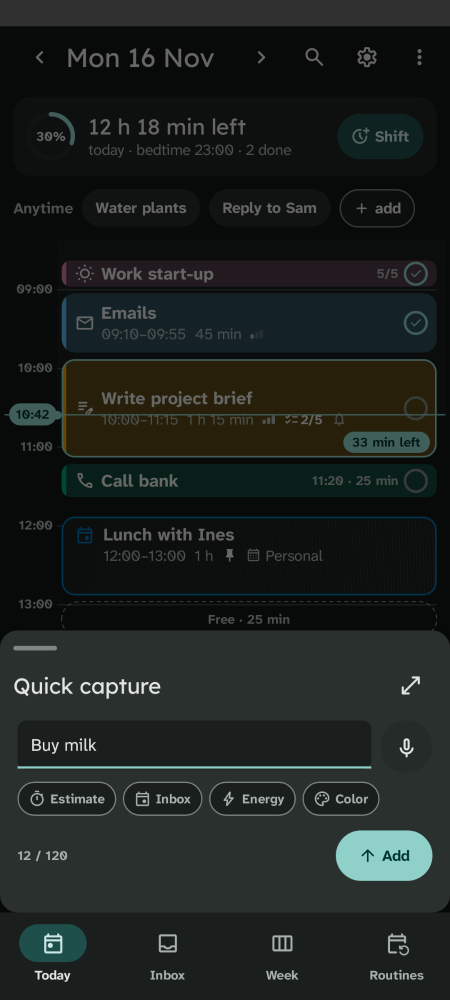 Mon 16 Nov
30%
12 h 18 min left
today · bedtime 23:00 · 2 done
Shift
Anytime
Water plants
Reply to Sam
+ add
Work start-up
5/5
09:00
Emails
09:10–09:55 45 min
10:00
Write project brief
10:42
10:00–11:15 1 h 15 min 2/5
11:00
33 min left
Call bank
11:20 · 25 min
12:00
Lunch with Ines
12:00–13:00 1 h Personal
13:00
Free · 25 min
Quick capture
Buy milk
Estimate
Inbox
Energy
Color
12 / 120
Add
Today
Inbox
Week
Routines